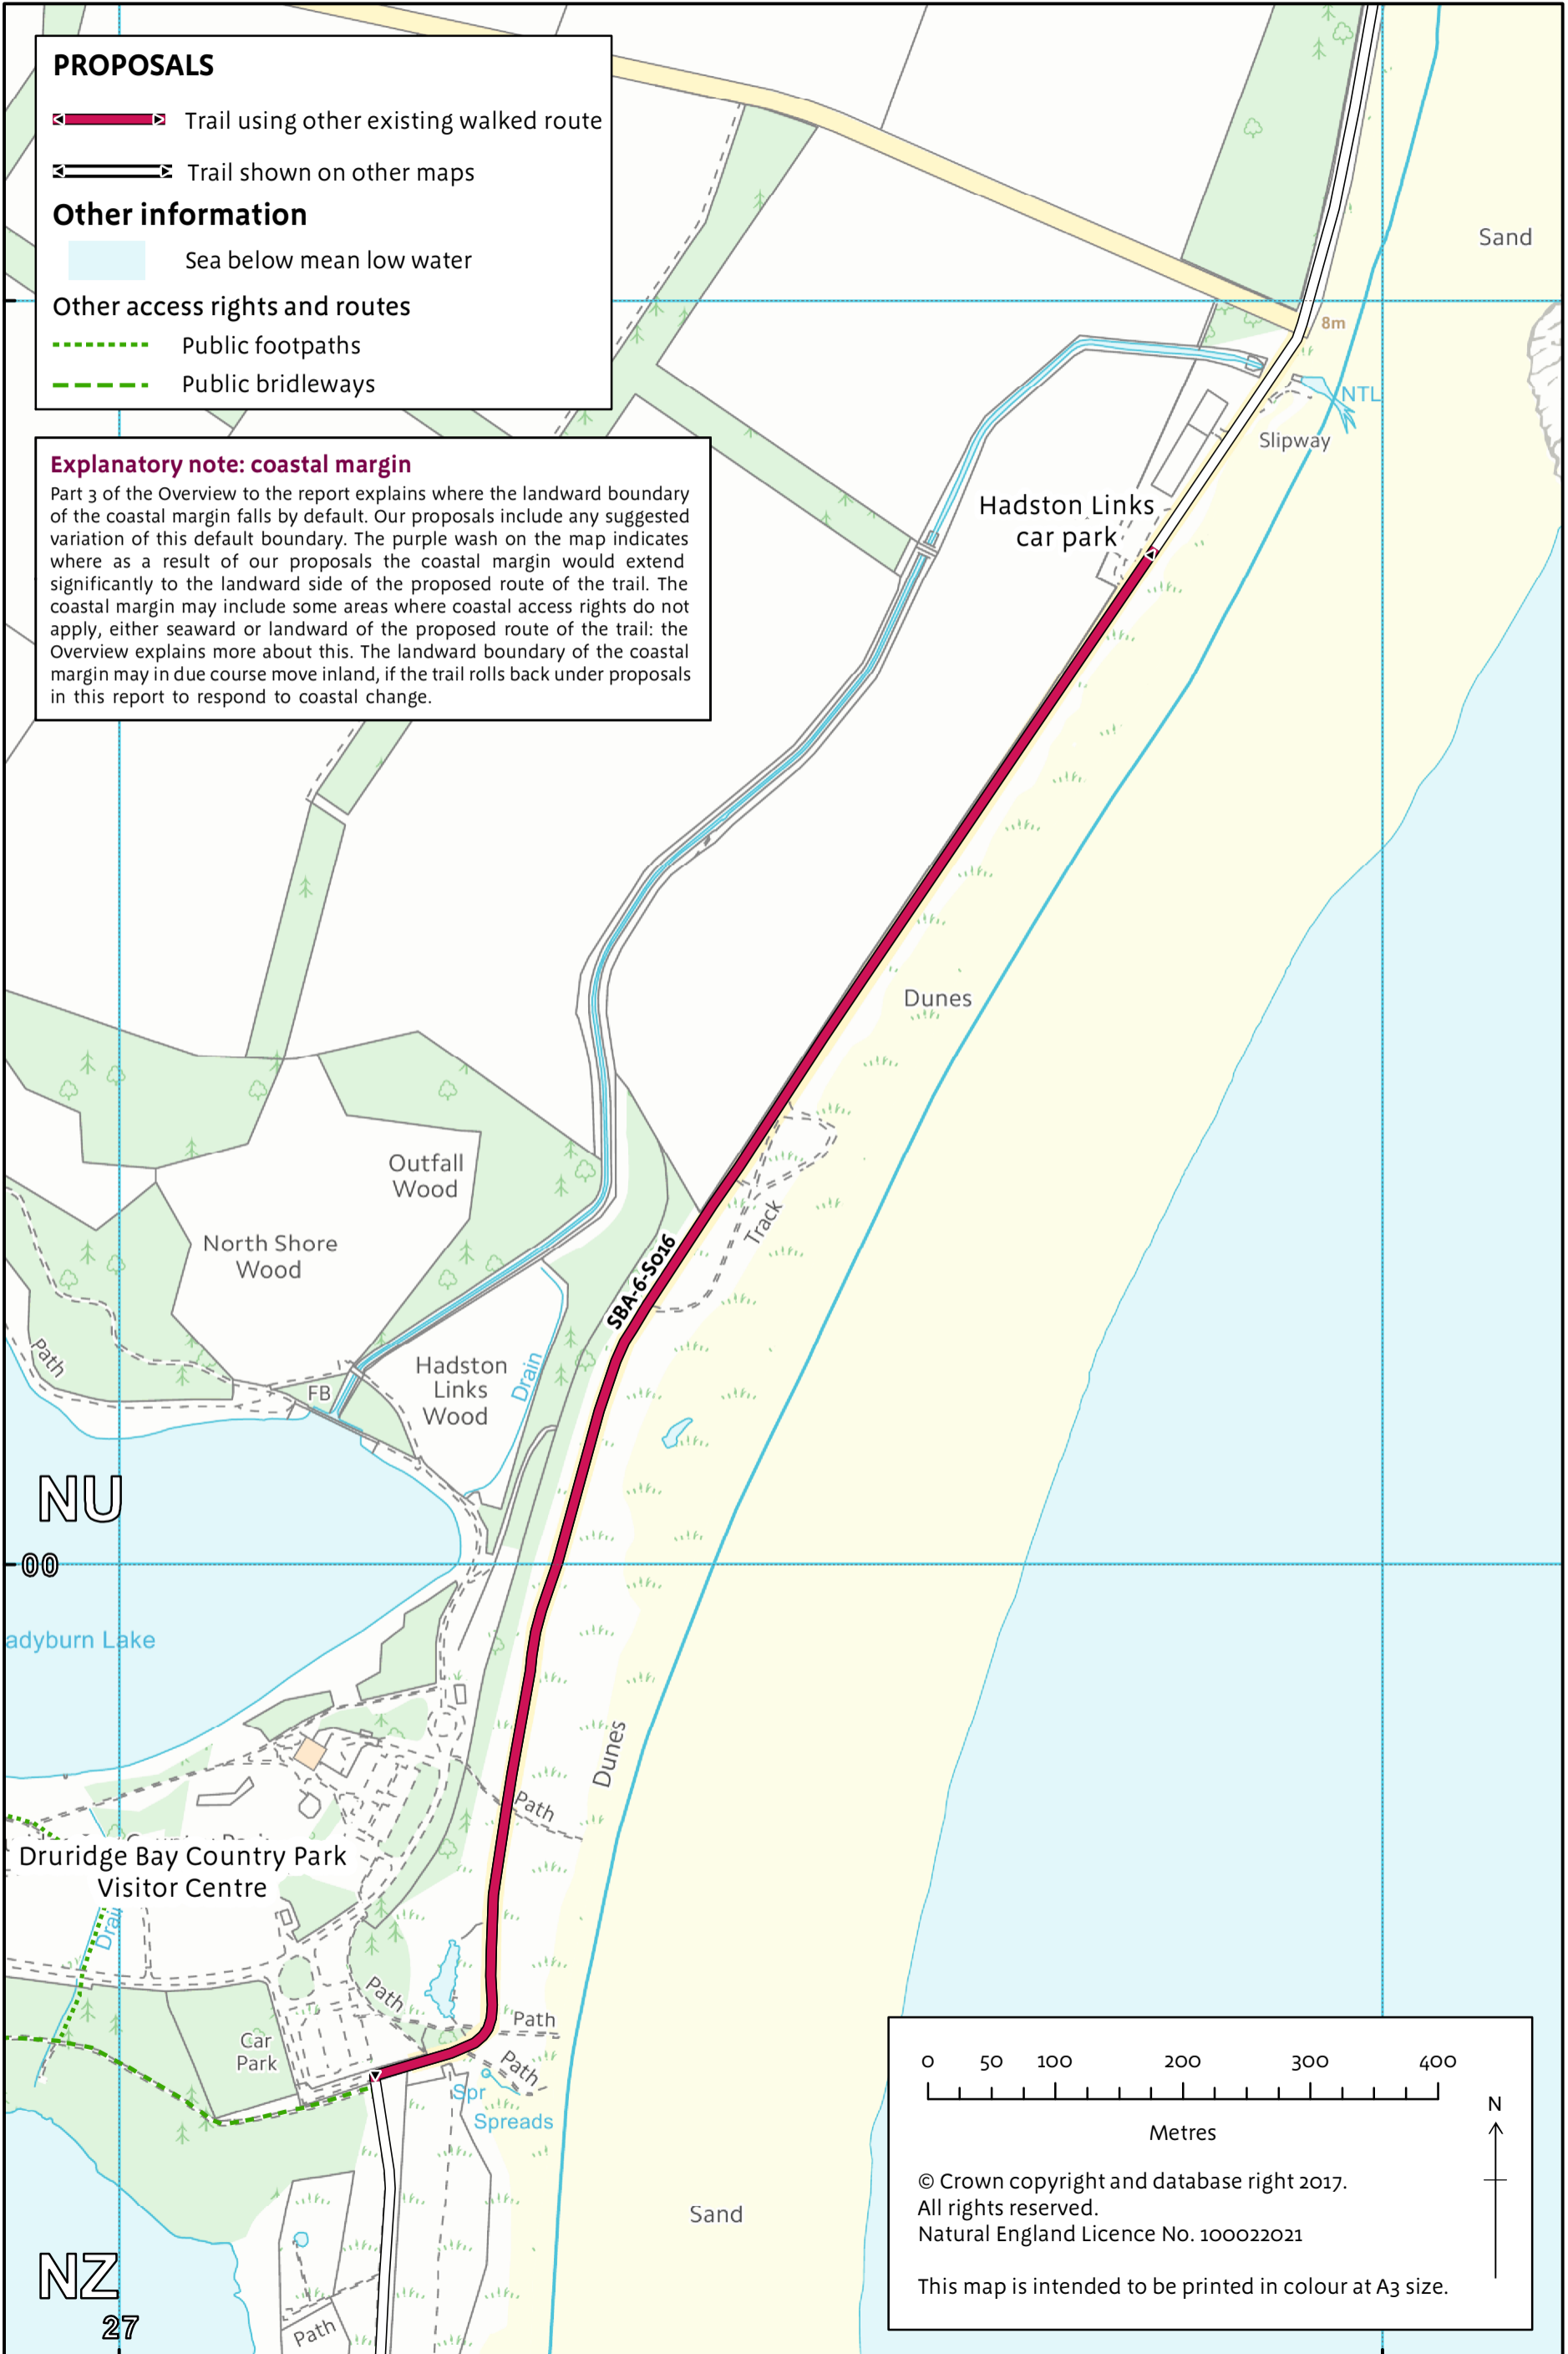 PROPOSALS
Trail using other existing walked route
Trail shown on other maps
Other information
Sea below mean low water
Other access rights and routes
Public footpaths
Public bridleways
Explanatory note: coastal margin
Part 3 of the Overview to the report explains where the landward boundary
of the coastal margin falls by default. Our proposals include any suggested
variation of this default boundary. The purple wash on the map indicates
where as a result of our proposals the coastal margin would extend
significantly to the landward side of the proposed route of the trail. The
coastal margin may include some areas where coastal access rights do not
apply, either seaward or landward of the proposed route of the trail: the
Overview explains more about this. The landward boundary of the coastal
margin may in due course move inland, if the trail rolls back under proposals
in this report to respond to coastal change.
Sand
8m
NTL
Slipway
Hadston Links
car park
Dunes
Outfall
Wood
North Shore
Wood
Track
SBA-6-S016
Path
Hadston
Links
Wood
Drain
FB
NU
00
adyburn Lake
Dunes
Path
Druridge Bay Country Park
Visitor Centre
Drai
Path
Path
Car
Park
Path
Spr
Spreads
Sand
NZ
27
Path
0 50 100 200 300 400
Metres
N
© Crown copyright and database right 2017.
All rights reserved.
Natural England Licence No. 100022021
This map is intended to be printed in colour at A3 size.